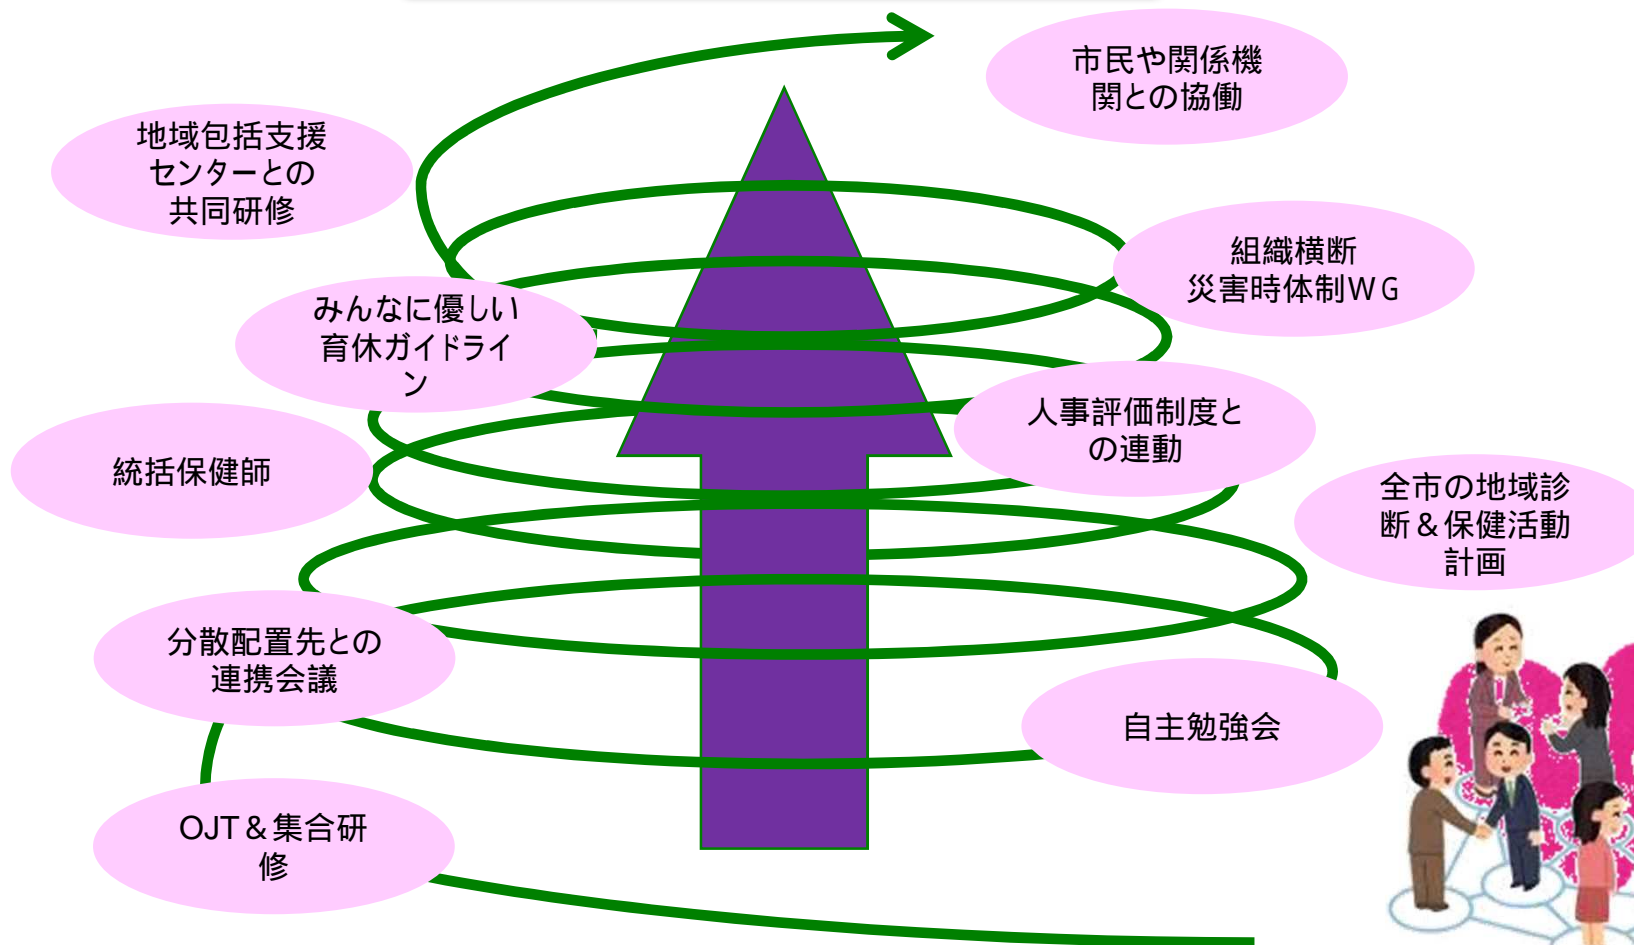 市民や関係機
関との協働
地域包括支援
センターとの
共同研修
組織横断
災害時体制WG
みんなに優しい
育休ガイドライ
ン
人事評価制度と
の連動
統括保健師
全市の地域診
断＆保健活動
計画
分散配置先との
連携会議
自主勉強会
OJT＆集合研
修